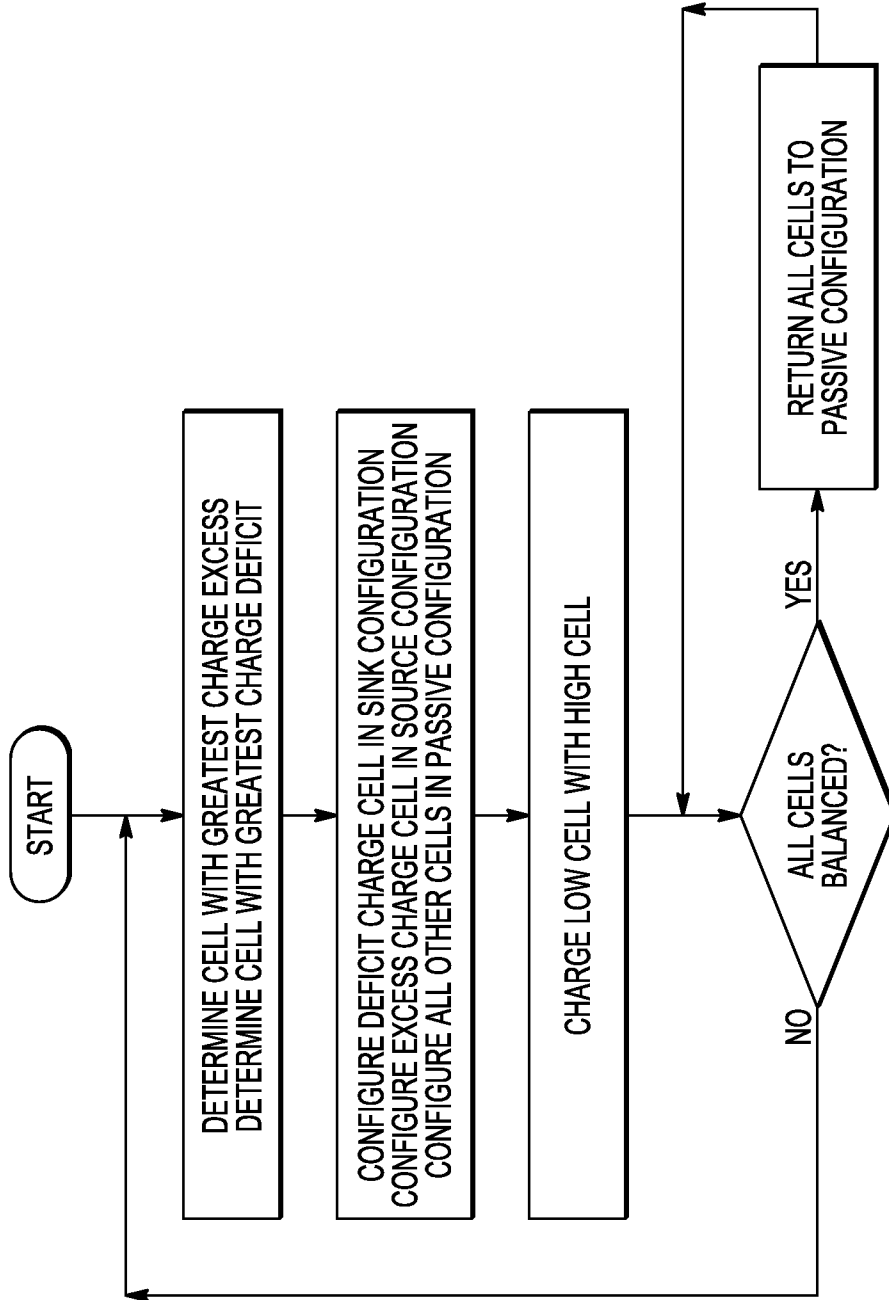 START
DETERMINE CELL WITH GREATEST CHARGE EXCESS
DETERMINE CELL WITH GREATEST CHARGE DEFICIT
CONFIGURE DEFICIT CHARGE CELL IN SINK CONFIGURATION
CONFIGURE EXCESS CHARGE CELL IN SOURCE CONFIGURATION
CONFIGURE ALL OTHER CELLS IN PASSIVE CONFIGURATION
CHARGE LOW CELL WITH HIGH CELL
ALL CELLS
BALANCED?
NO
YES
RETURN ALL CELLS TO
PASSIVE CONFIGURATION